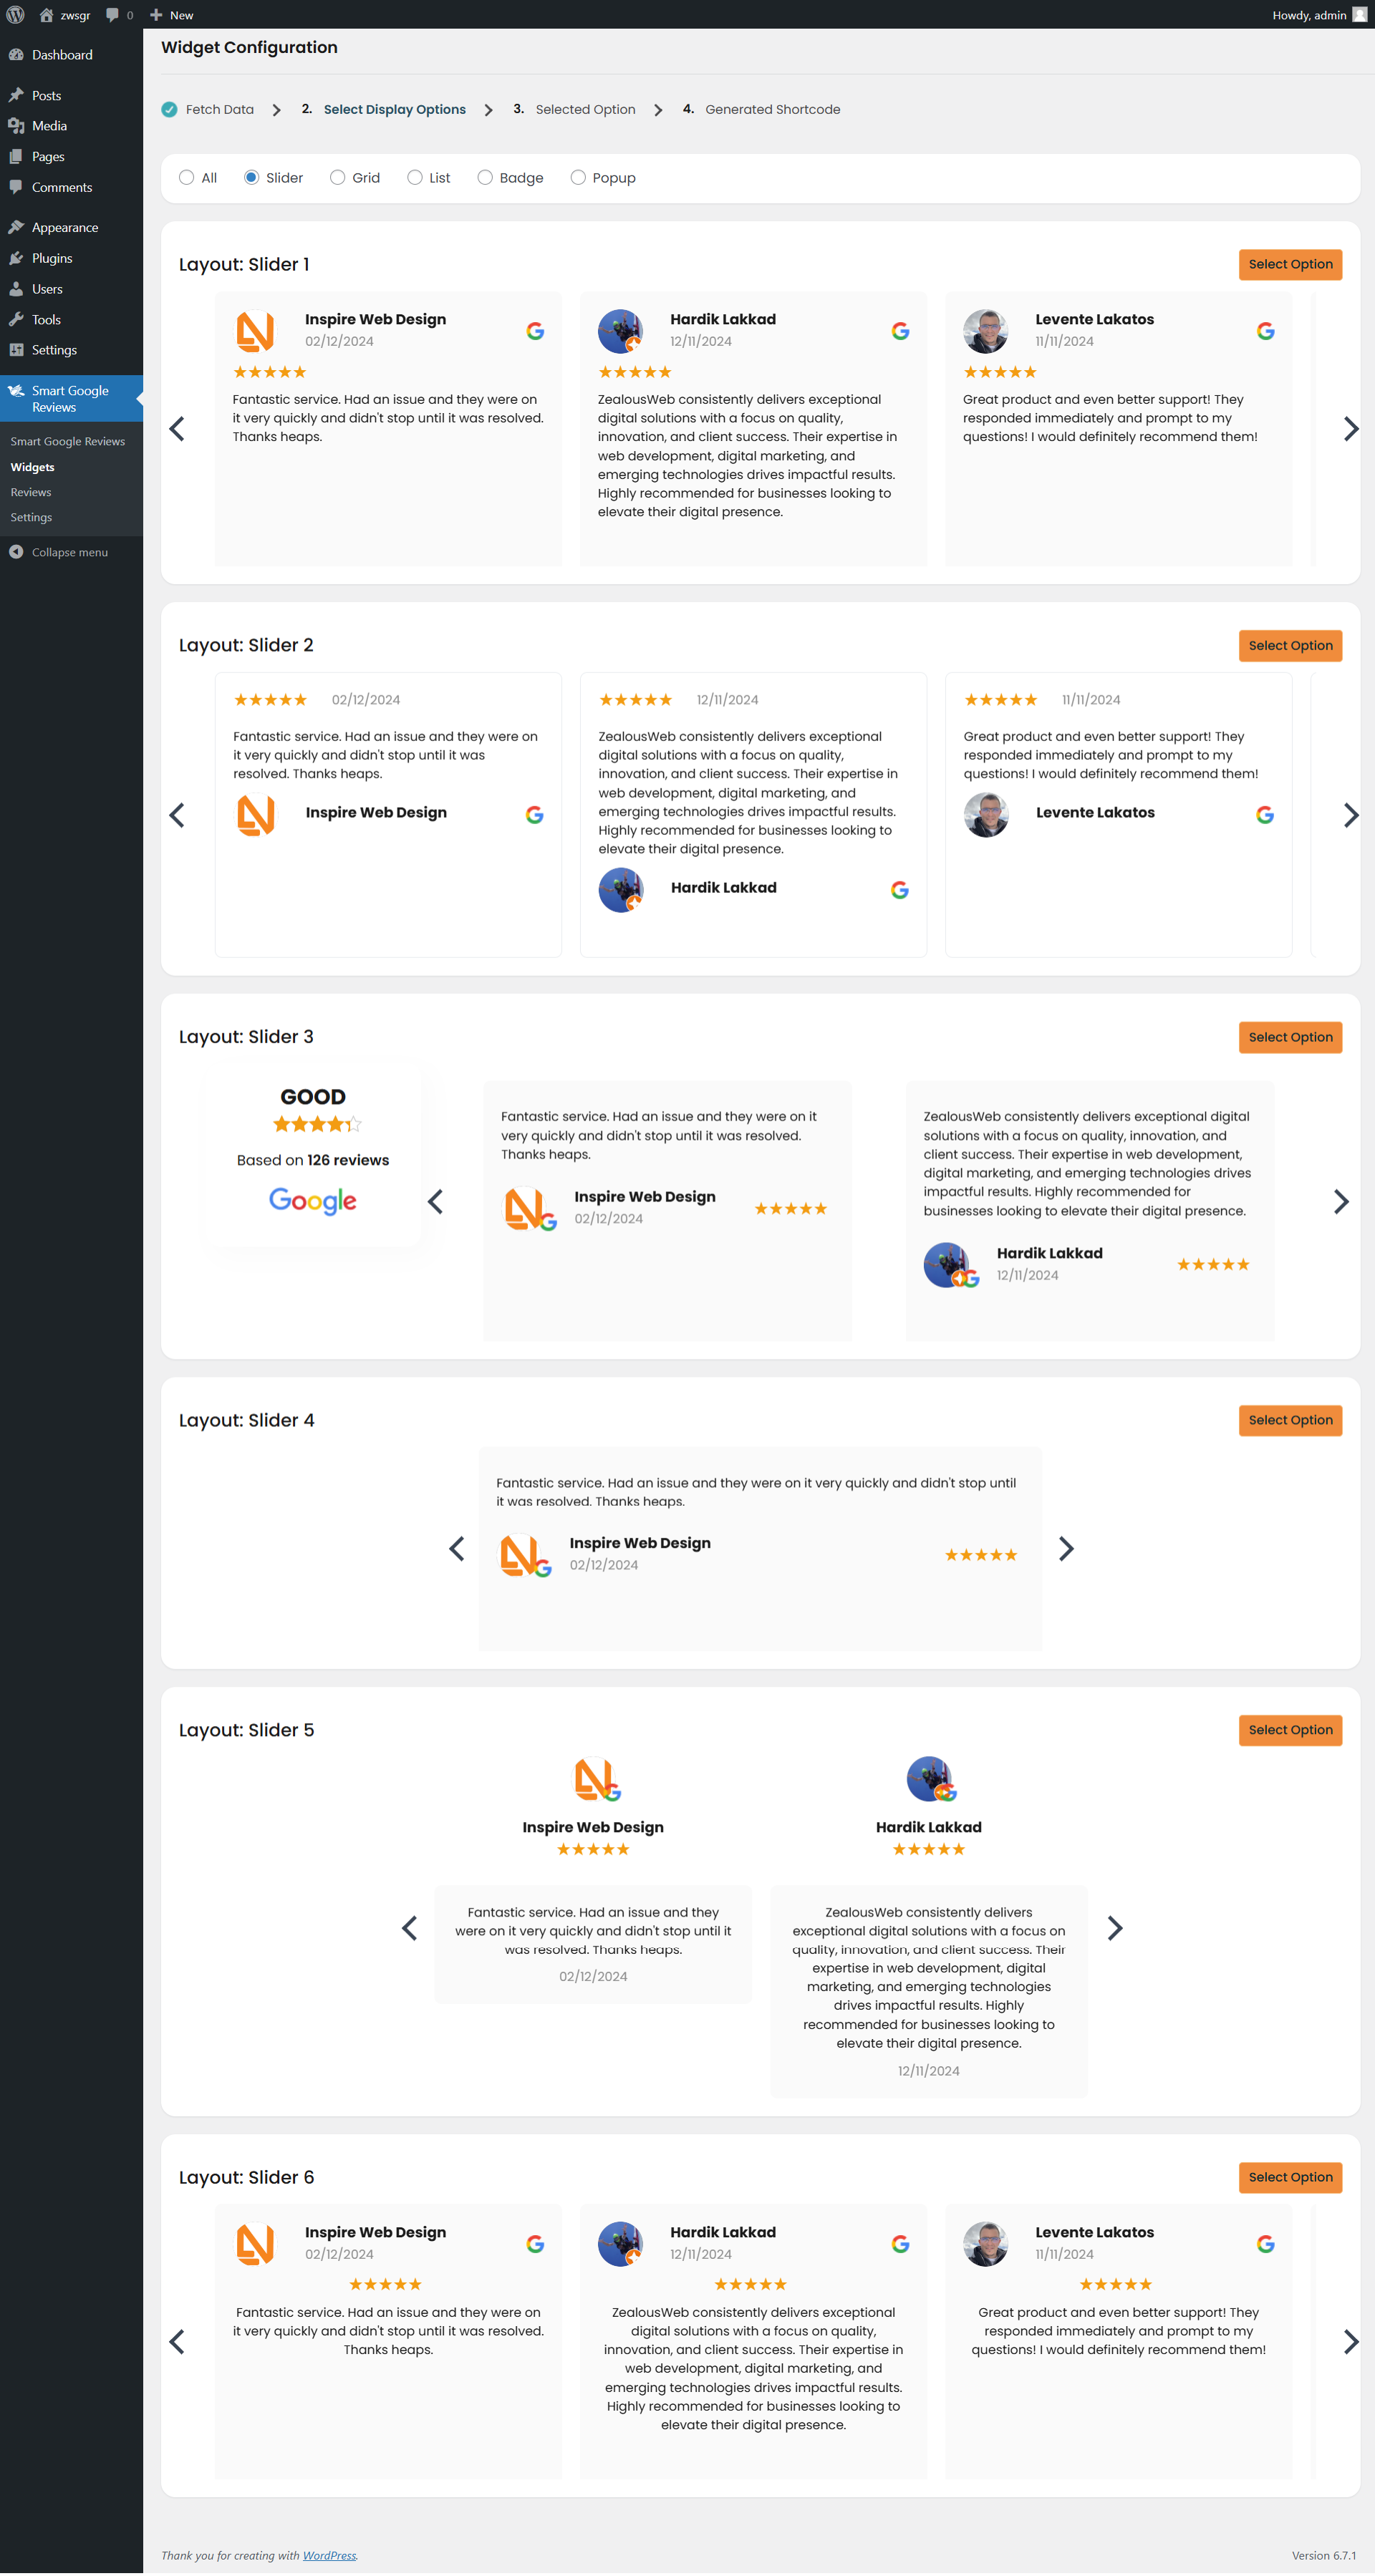 zwsgr 0 New Howdy, admin
Dashboard
Posts
Media
Pages
Comments
Appearance
Plugins
Users
Tools
Settings
Smart Google
Reviews
Smart Google Reviews
Widgets
Reviews
Settings
Collapse menu
Widget Configuration
Fetch Data 2. Select Display Options 3. Selected Option 4. Generated Shortcode
All Slider Grid List Badge Popup
Layout: Slider 1 Select Option
Inspire Web Design
02/12/2024
Fantastic service. Had an issue and they were on
it very quickly and didn't stop until it was resolved.
Thanks heaps.
Hardik Lakkad
12/11/2024
ZealousWeb consistently delivers exceptional
digital solutions with a focus on quality,
innovation, and client success. Their expertise in
web development, digital marketing, and
emerging technologies drives impactful results.
Highly recommended for businesses looking to
elevate their digital presence.
Levente Lakatos
11/11/2024
Great product and even better support! They
responded immediately and prompt to my
questions! I would definitely recommend them!
Layout: Slider 2 Select Option
02/12/2024
Fantastic service. Had an issue and they were on
it very quickly and didn't stop until it was
resolved. Thanks heaps.
Inspire Web Design
12/11/2024
ZealousWeb consistently delivers exceptional
digital solutions with a focus on quality,
innovation, and client success. Their expertise in
web development, digital marketing, and
emerging technologies drives impactful results.
Highly recommended for businesses looking to
elevate their digital presence.
Hardik Lakkad
11/11/2024
Great product and even better support! They
responded immediately and prompt to my
questions! I would definitely recommend them!
Levente Lakatos
Layout: Slider 3 Select Option
GOOD
Based on 126 reviews
Google
Fantastic service. Had an issue and they were on it
very quickly and didn't stop until it was resolved.
Thanks heaps.
Inspire Web Design
02/12/2024
ZealousWeb consistently delivers exceptional digital
solutions with a focus on quality, innovation, and
client success. Their expertise in web development,
digital marketing, and emerging technologies drives
impactful results. Highly recommended for
businesses looking to elevate their digital presence.
Hardik Lakkad
12/11/2024
Layout: Slider 4 Select Option
Fantastic service. Had an issue and they were on it very quickly and didn't stop until
it was resolved. Thanks heaps.
Inspire Web Design
02/12/2024
Layout: Slider 5 Select Option
Inspire Web Design
Fantastic service. Had an issue and they
were on it very quickly and didn't stop until it
was resolved. Thanks heaps.
02/12/2024
Hardik Lakkad
ZealousWeb consistently delivers
exceptional digital solutions with a focus on
quality, innovation, and client success. Their
expertise in web development, digital
marketing, and emerging technologies
drives impactful results. Highly
recommended for businesses looking to
elevate their digital presence.
12/11/2024
Layout: Slider 6 Select Option
Inspire Web Design
02/12/2024
Fantastic service. Had an issue and they were on
it very quickly and didn't stop until it was resolved.
Thanks heaps.
Hardik Lakkad
12/11/2024
ZealousWeb consistently delivers exceptional
digital solutions with a focus on quality,
innovation, and client success. Their expertise in
web development, digital marketing, and
emerging technologies drives impactful results.
Highly recommended for businesses looking to
elevate their digital presence.
Levente Lakatos
11/11/2024
Great product and even better support! They
responded immediately and prompt to my
questions! I would definitely recommend them!
Thank you for creating with WordPress. Version 6.7.1